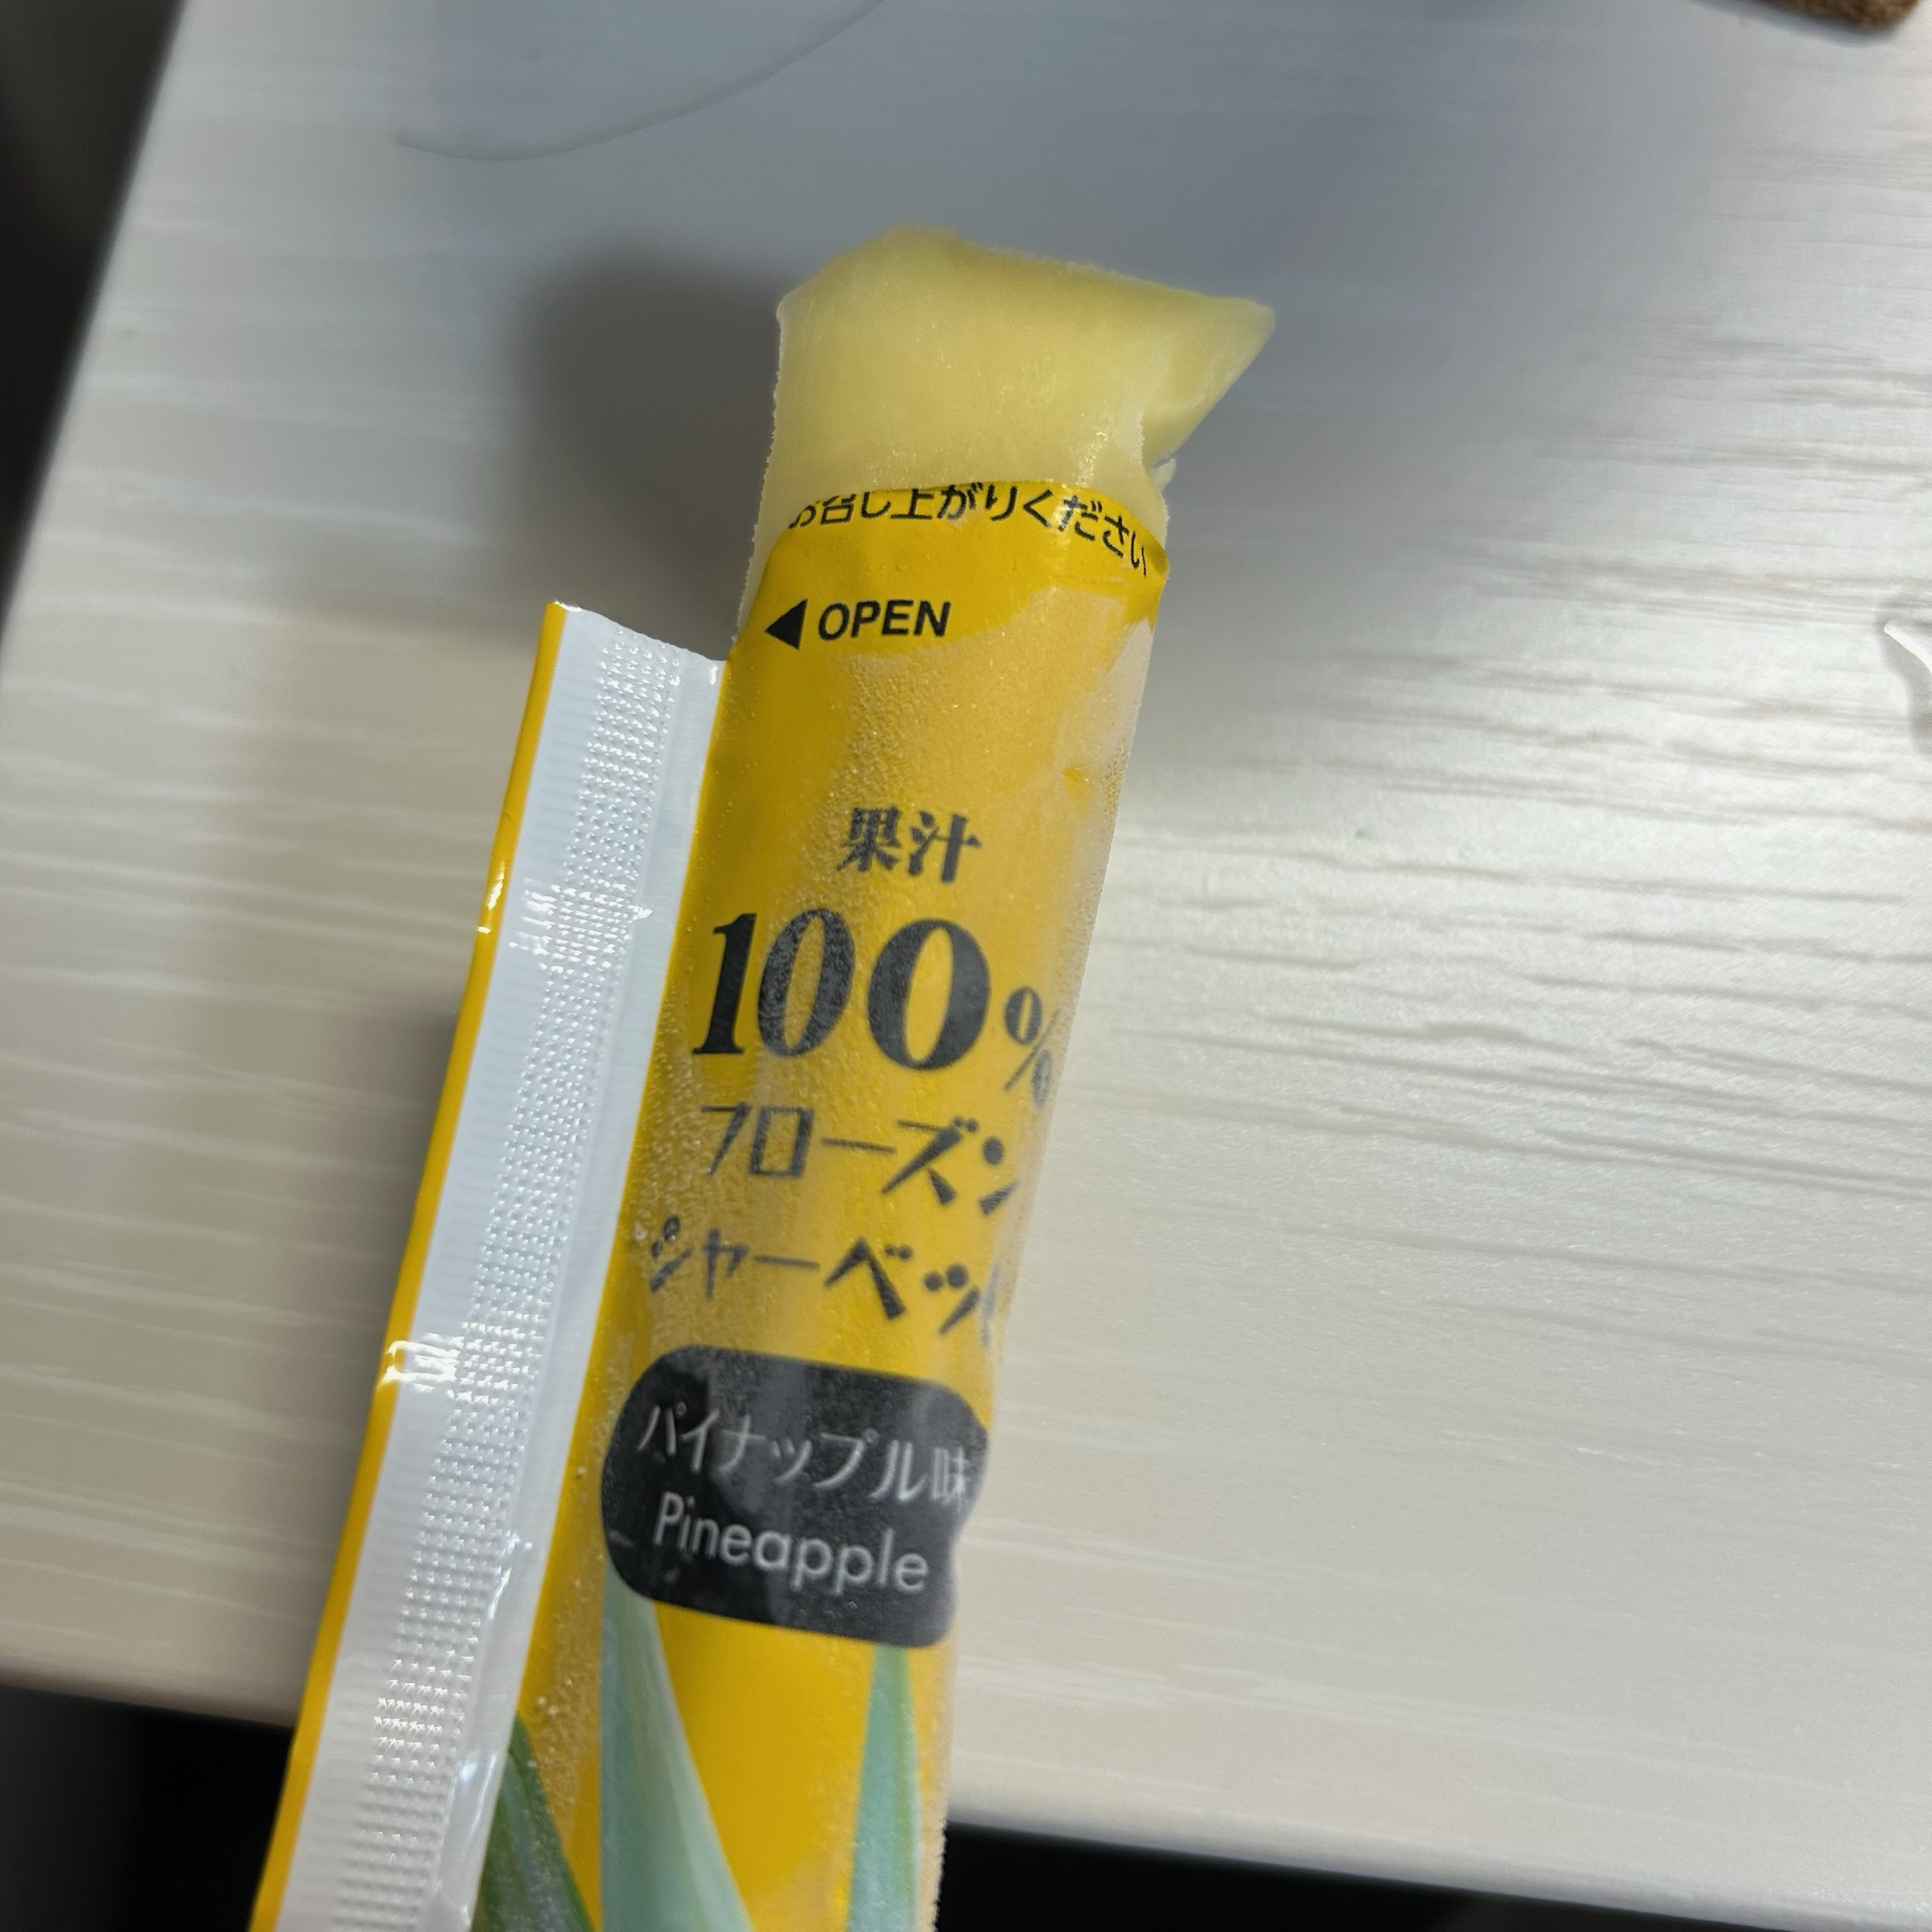 お召し上がりください
◀ OPEN
果汁
100%
フローズン
シャーベット
パイナップル味
Pineapple